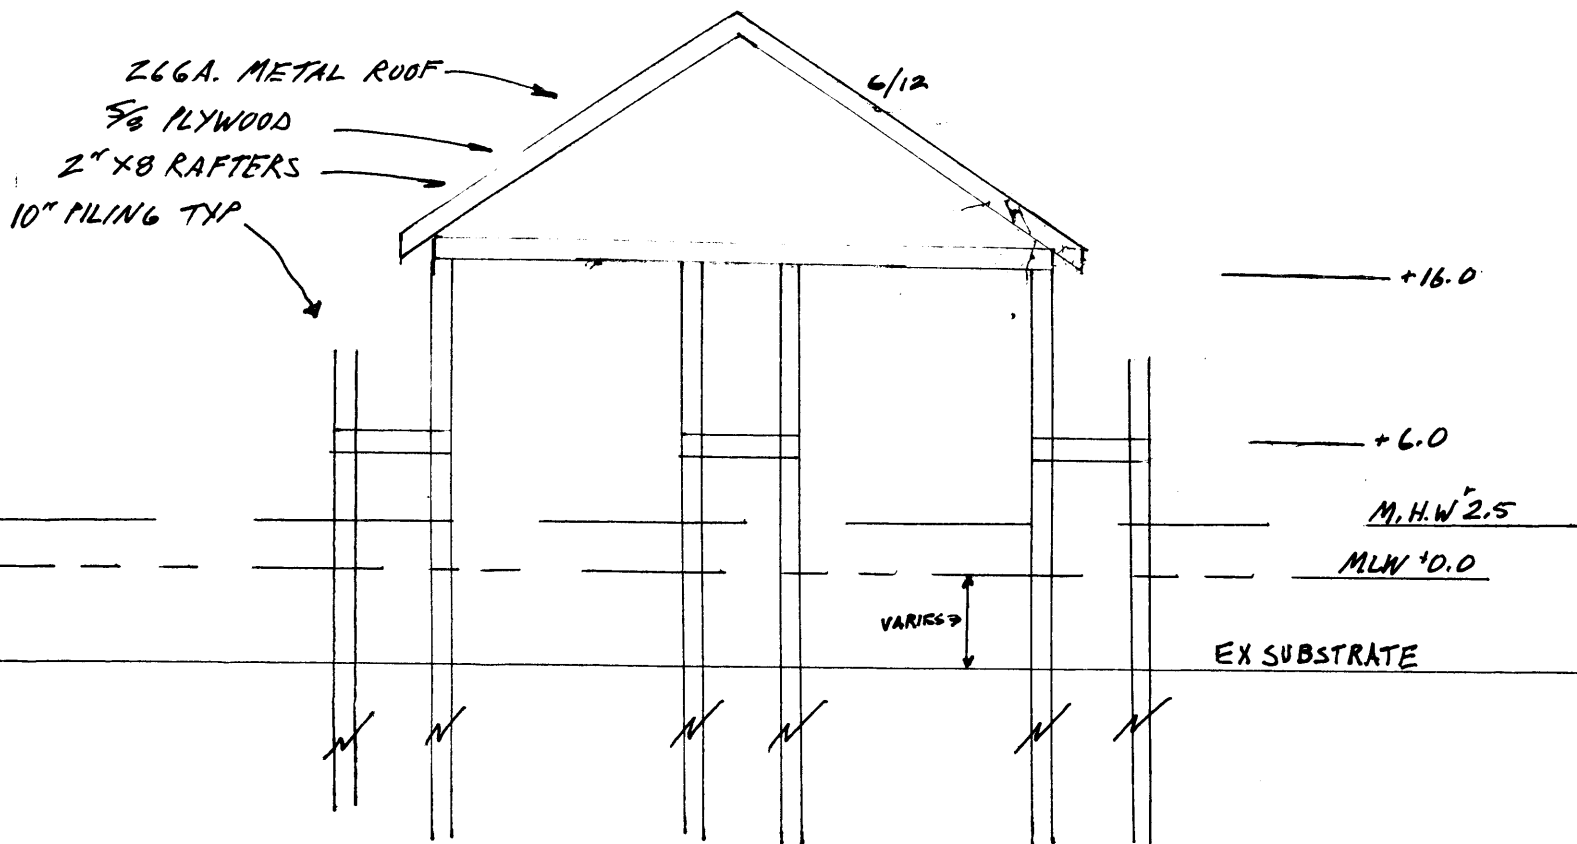 26GA. METAL ROOF
5/8 PLYWOOD
2" X8 RAFTERS
10" PILING TYP
6/12
+16.0
+6.0
M.H.W +2.5
MLW +0.0
VARIES
EX SUBSTRATE